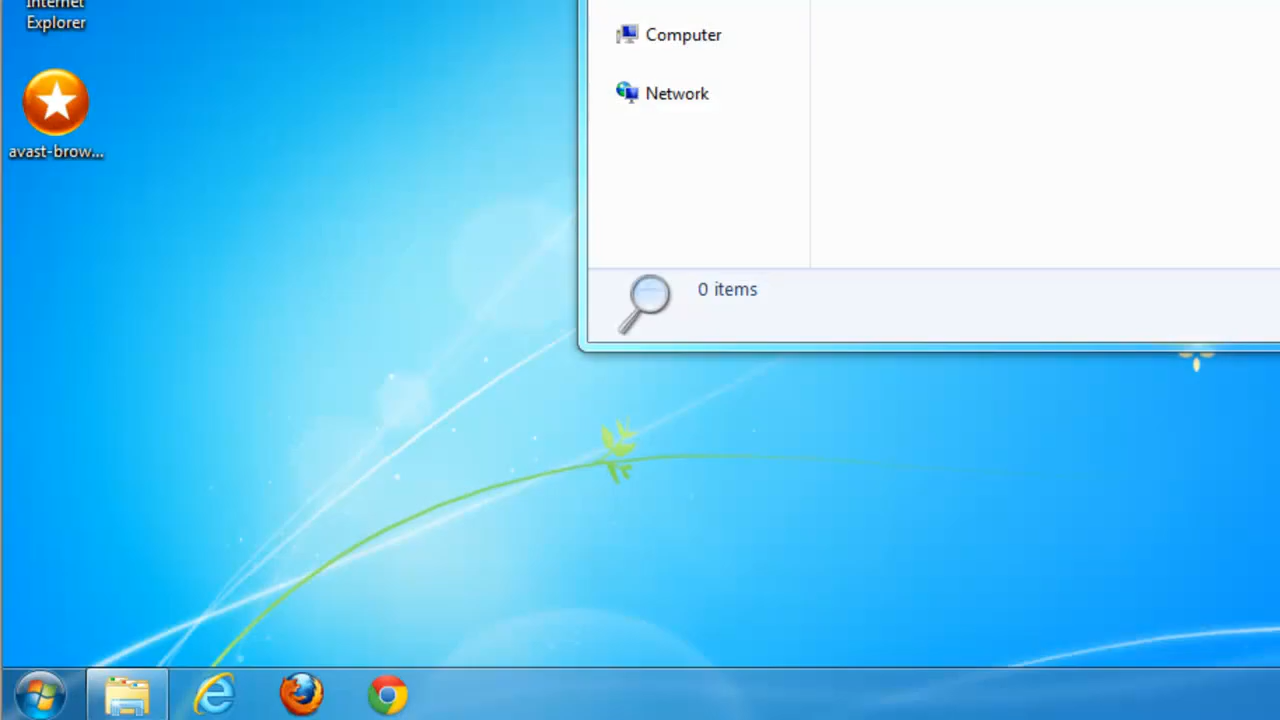 Internet
Explorer
avast-brow...
Computer
Network
0 items